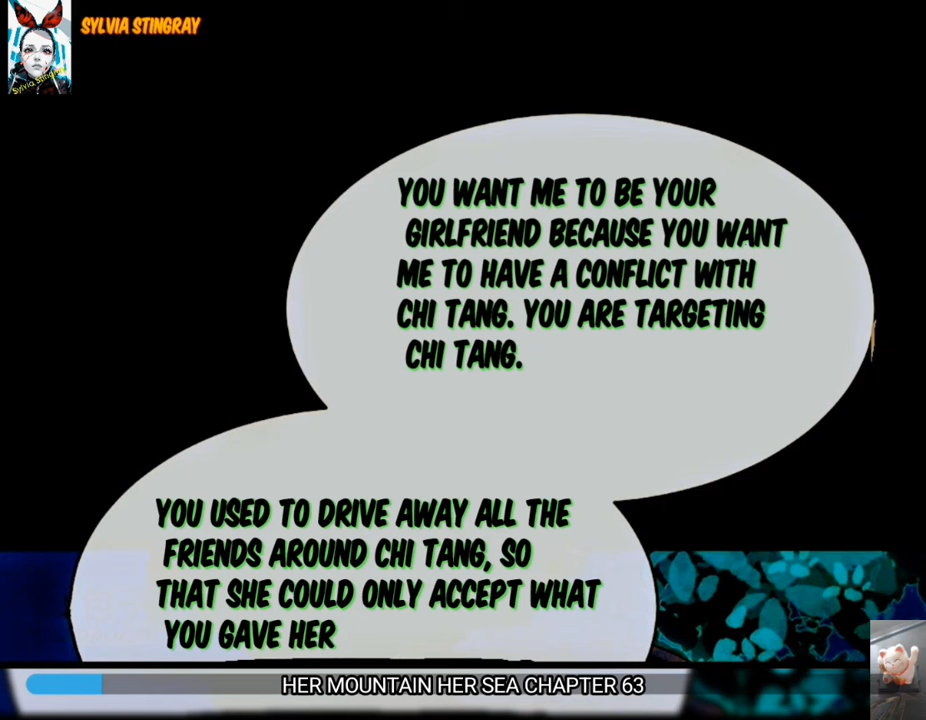 SYLVIA STINGRAY
Sylvia Stingray
YOU WANT ME TO BE YOUR
GIRLFRIEND BECAUSE YOU WANT
ME TO HAVE A CONFLICT WITH
CHI TANG. YOU ARE TARGETING
CHI TANG.
YOU USED TO DRIVE AWAY ALL THE
FRIENDS AROUND CHI TANG, SO
THAT SHE COULD ONLY ACCEPT WHAT
YOU GAVE HER
HER MOUNTAIN HER SEA CHAPTER 63